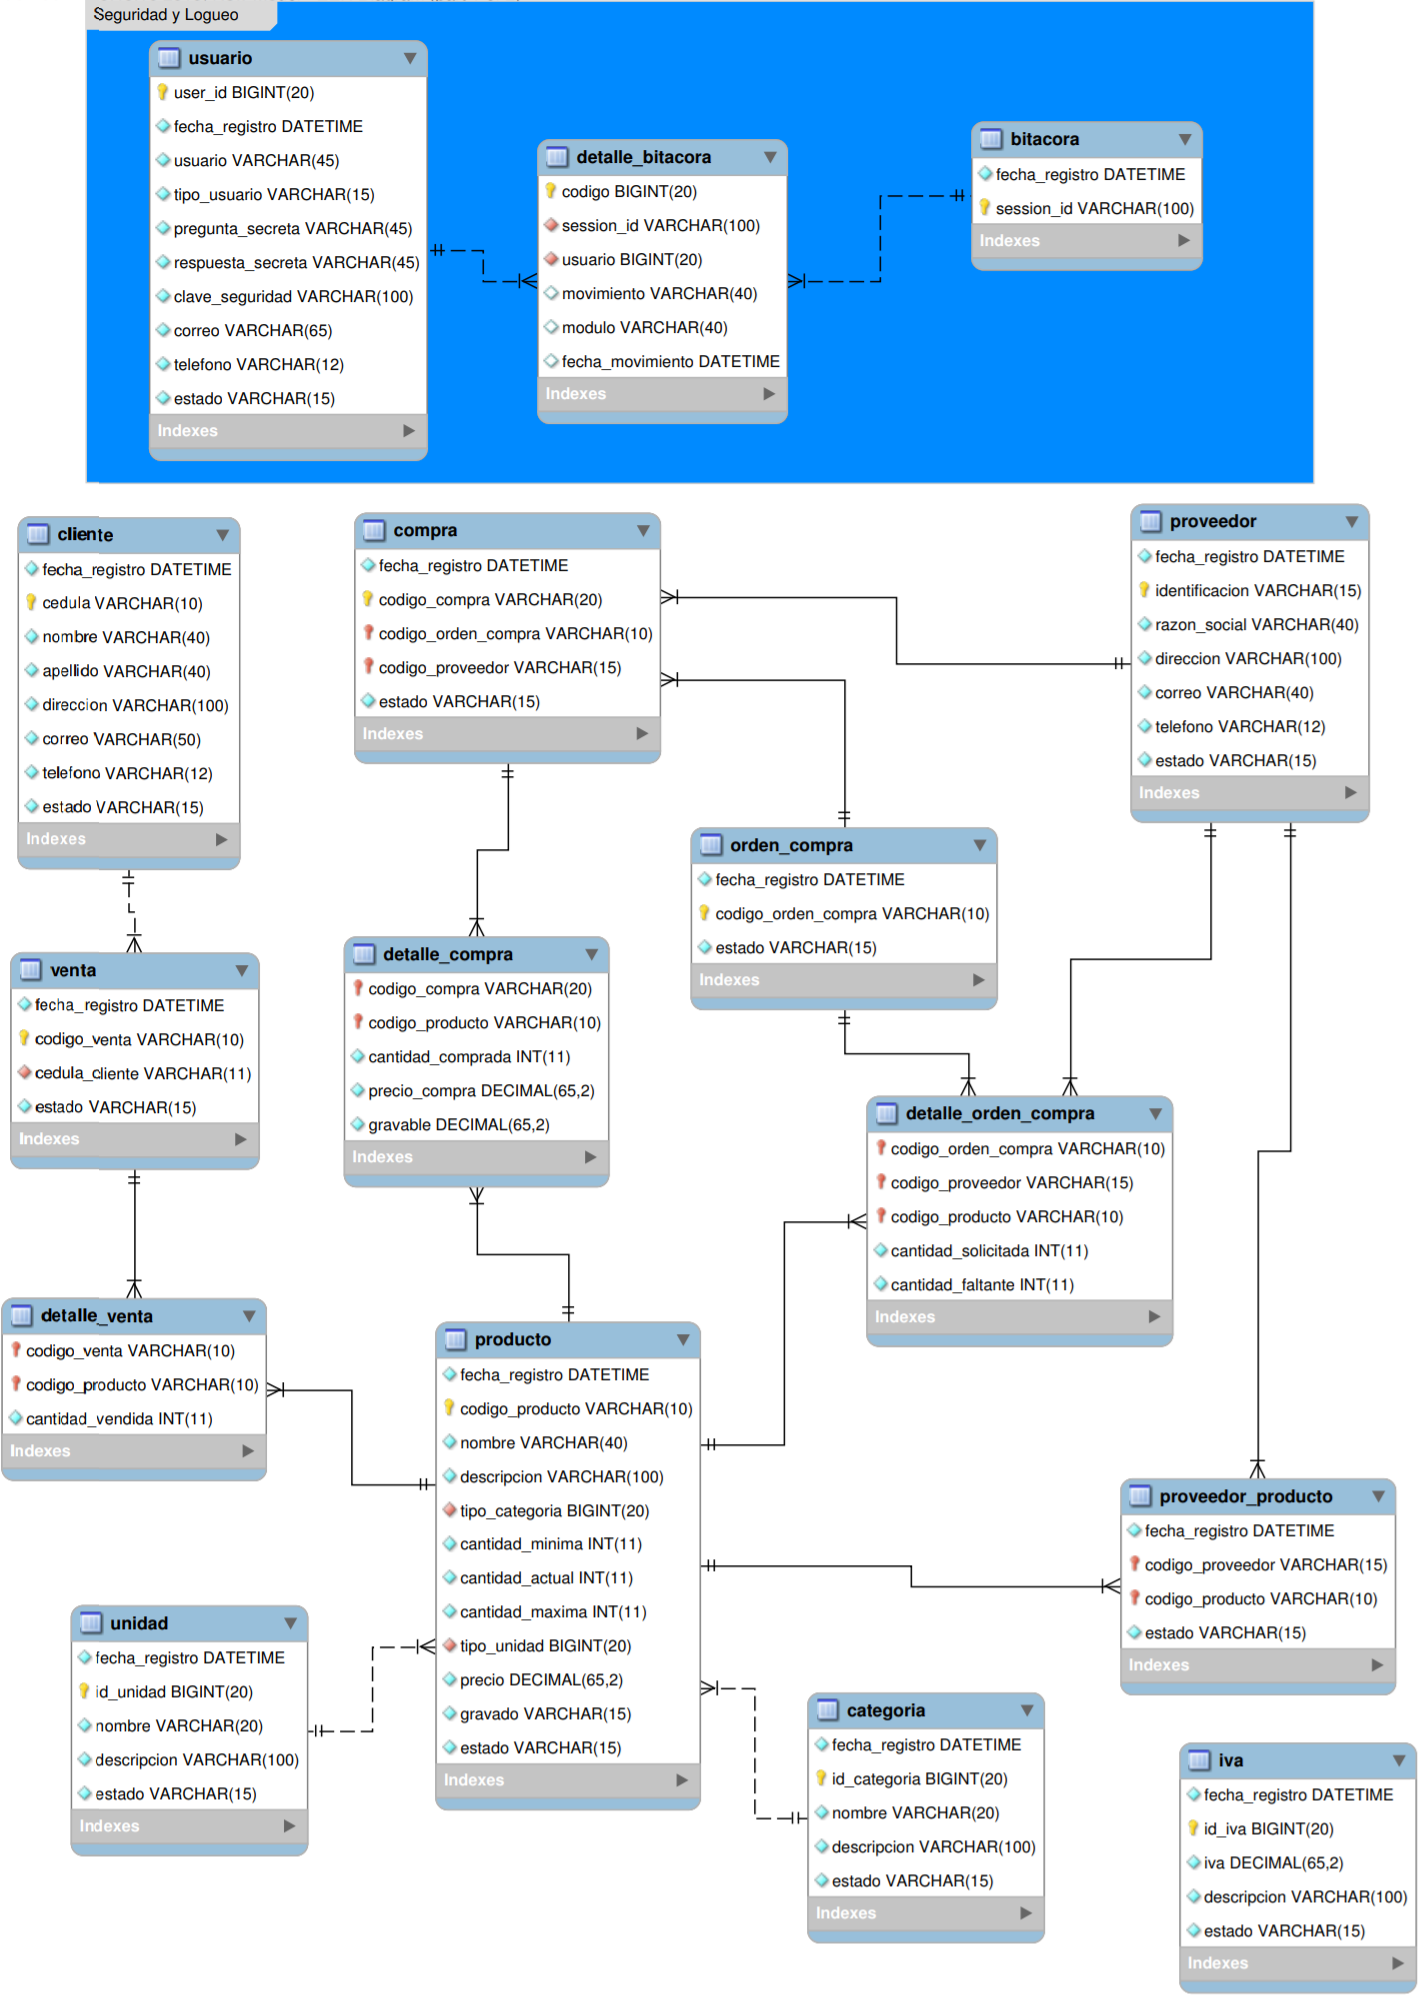 Seguridad y Logueo
usuario
user_id BIGINT(20)
fecha_registro DATETIME
usuario VARCHAR(45)
tipo_usuario VARCHAR(15)
pregunta_secreta VARCHAR(45)
respuesta_secreta VARCHAR(45)
clave_seguridad VARCHAR(100)
correo VARCHAR(65)
telefono VARCHAR(12)
estado VARCHAR(15)
Indexes
detalle_bitacora
codigo BIGINT(20)
session_id VARCHAR(100)
usuario BIGINT(20)
movimiento VARCHAR(40)
modulo VARCHAR(40)
fecha_movimiento DATETIME
Indexes
bitacora
fecha_registro DATETIME
session_id VARCHAR(100)
Indexes
cliente
fecha_registro DATETIME
cedula VARCHAR(10)
nombre VARCHAR(40)
apellido VARCHAR(40)
direccion VARCHAR(100)
correo VARCHAR(50)
telefono VARCHAR(12)
estado VARCHAR(15)
Indexes
compra
fecha_registro DATETIME
codigo_compra VARCHAR(20)
codigo_orden_compra VARCHAR(10)
codigo_proveedor VARCHAR(15)
estado VARCHAR(15)
Indexes
proveedor
fecha_registro DATETIME
identificacion VARCHAR(15)
razon_social VARCHAR(40)
direccion VARCHAR(100)
correo VARCHAR(40)
telefono VARCHAR(12)
estado VARCHAR(15)
Indexes
orden_compra
fecha_registro DATETIME
codigo_orden_compra VARCHAR(10)
estado VARCHAR(15)
Indexes
venta
fecha_registro DATETIME
codigo_venta VARCHAR(10)
cedula_cliente VARCHAR(11)
estado VARCHAR(15)
Indexes
detalle_compra
codigo_compra VARCHAR(20)
codigo_producto VARCHAR(10)
cantidad_comprada INT(11)
precio_compra DECIMAL(65,2)
gravable DECIMAL(65,2)
Indexes
detalle_orden_compra
codigo_orden_compra VARCHAR(10)
codigo_proveedor VARCHAR(15)
codigo_producto VARCHAR(10)
cantidad_solicitada INT(11)
cantidad_faltante INT(11)
Indexes
detalle_venta
codigo_venta VARCHAR(10)
codigo_producto VARCHAR(10)
cantidad_vendida INT(11)
Indexes
producto
fecha_registro DATETIME
codigo_producto VARCHAR(10)
nombre VARCHAR(40)
descripcion VARCHAR(100)
tipo_categoria BIGINT(20)
cantidad_minima INT(11)
cantidad_actual INT(11)
cantidad_maxima INT(11)
tipo_unidad BIGINT(20)
precio DECIMAL(65,2)
gravado VARCHAR(15)
estado VARCHAR(15)
Indexes
proveedor_producto
fecha_registro DATETIME
codigo_proveedor VARCHAR(15)
codigo_producto VARCHAR(10)
estado VARCHAR(15)
Indexes
unidad
fecha_registro DATETIME
id_unidad BIGINT(20)
nombre VARCHAR(20)
descripcion VARCHAR(100)
estado VARCHAR(15)
Indexes
categoria
fecha_registro DATETIME
id_categoria BIGINT(20)
nombre VARCHAR(20)
descripcion VARCHAR(100)
estado VARCHAR(15)
Indexes
iva
fecha_registro DATETIME
id_iva BIGINT(20)
iva DECIMAL(65,2)
descripcion VARCHAR(100)
estado VARCHAR(15)
Indexes